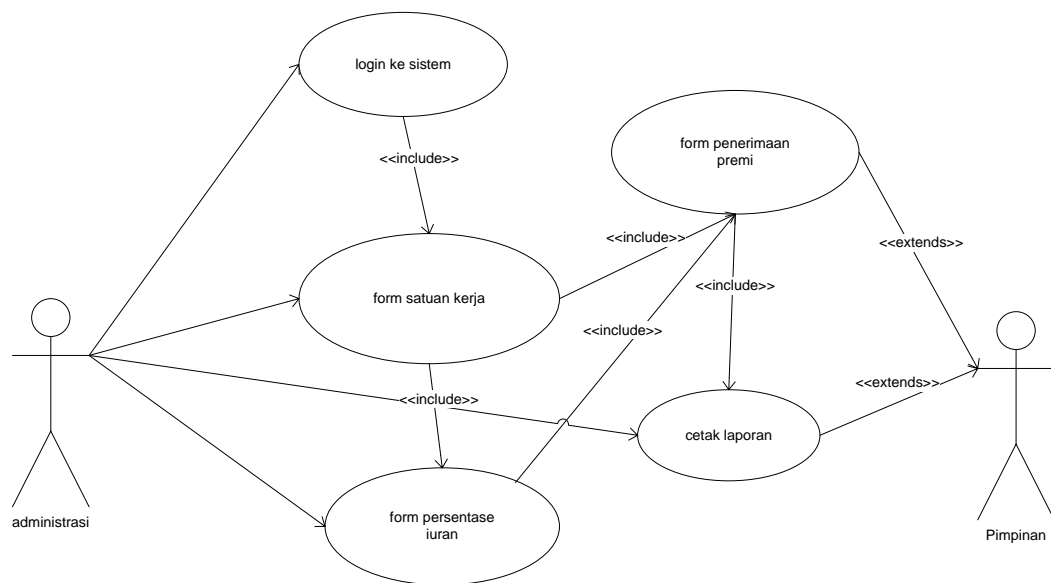 login ke sistem
<<include>>
form penerimaan
premi
<<include>>
<<extends>>
form satuan kerja
<<include>>
<<include>>
<<include>>
<<extends>>
cetak laporan
administrasi
form persentase
iuran
Pimpinan